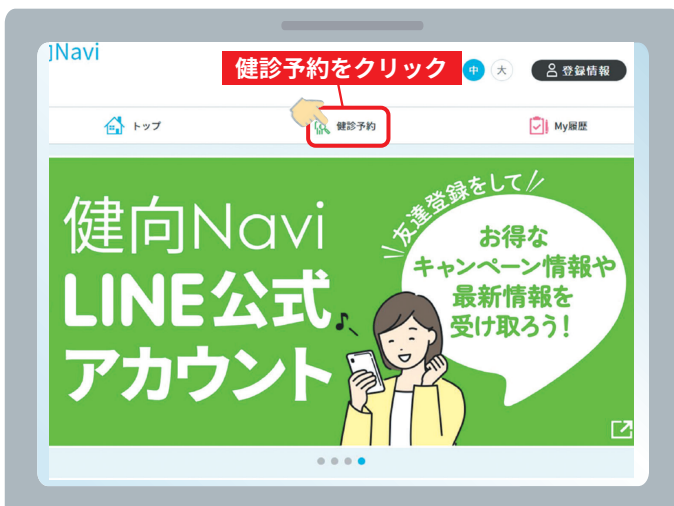 Navi
健診予約をクリック
中
大
登録情報
トップ
健診予約
My履歴
健向Navi
LINE公式
アカウント
友達登録をして
お得な
キャンペーン情報や
最新情報を
受け取ろう!